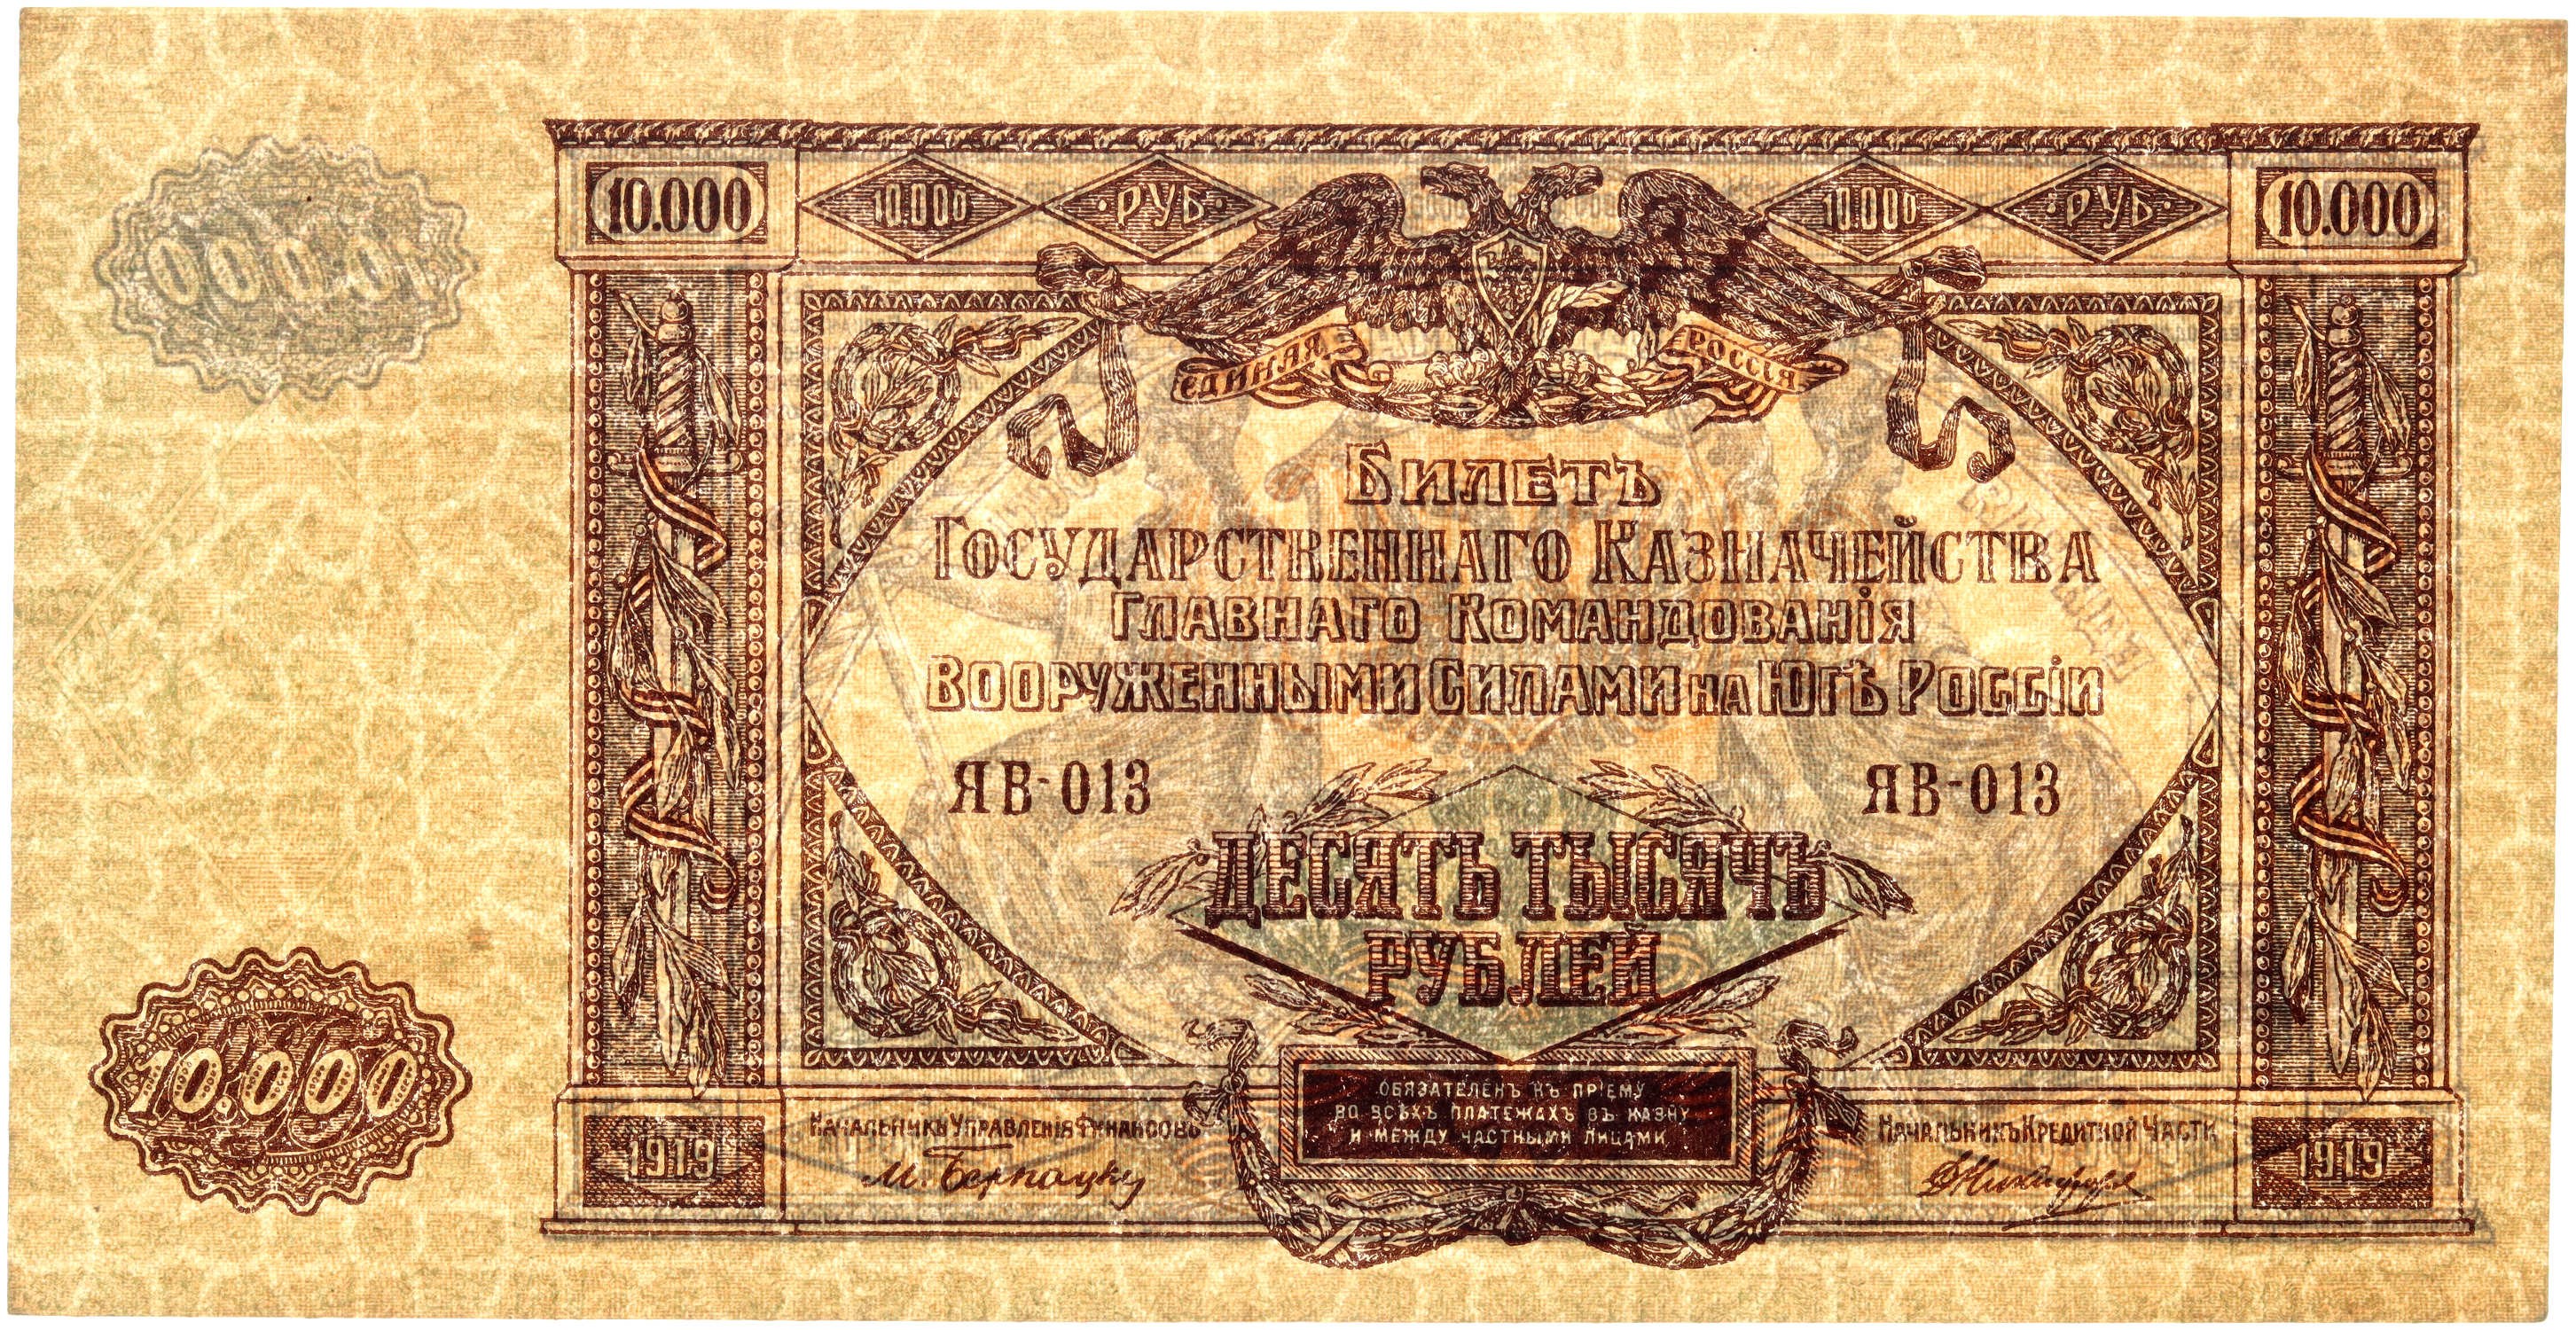 10.000
10.000
РУБ
10.000
РУБ
10.000
ЕДИНАЯ
РОССІЯ
БИЛЕТЪ
ГОСУДАРСТВЕННАГО КАЗНАЧЕЙСТВА
ГЛАВНАГО КОМАНДОВАНІЯ
ВООРУЖЕННЫМИ СИЛАМИ НА ЮГѢ РОССІИ
ЯВ-013
ЯВ-013
ДЕСЯТЬ ТЫСЯЧЪ
РУБЛЕЙ
10.000
ОБЯЗАТЕЛЕНЪ КЪ ПРІЕМУ
ВО ВСѢХЪ ПЛАТЕЖАХЪ ВЪ КАЗНУ
И МЕЖДУ ЧАСТНЫМИ ЛИЦАМИ
1919
НАЧАЛЬНИКЪ УПРАВЛЕНІЯ ФИНАНСОВЪ
М. Бернацкий
НАЧАЛЬНИКЪ КРЕДИТНОЙ ЧАСТИ
1919